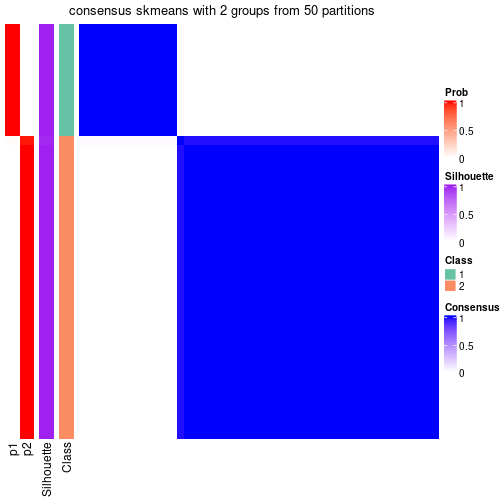 consensus skmeans with 2 groups from 50 partitions
Prob
1
0.5
0
Silhouette
1
0.5
0
Class
1
2
Consensus
1
0.5
0
p1
p2
Silhouette
Class